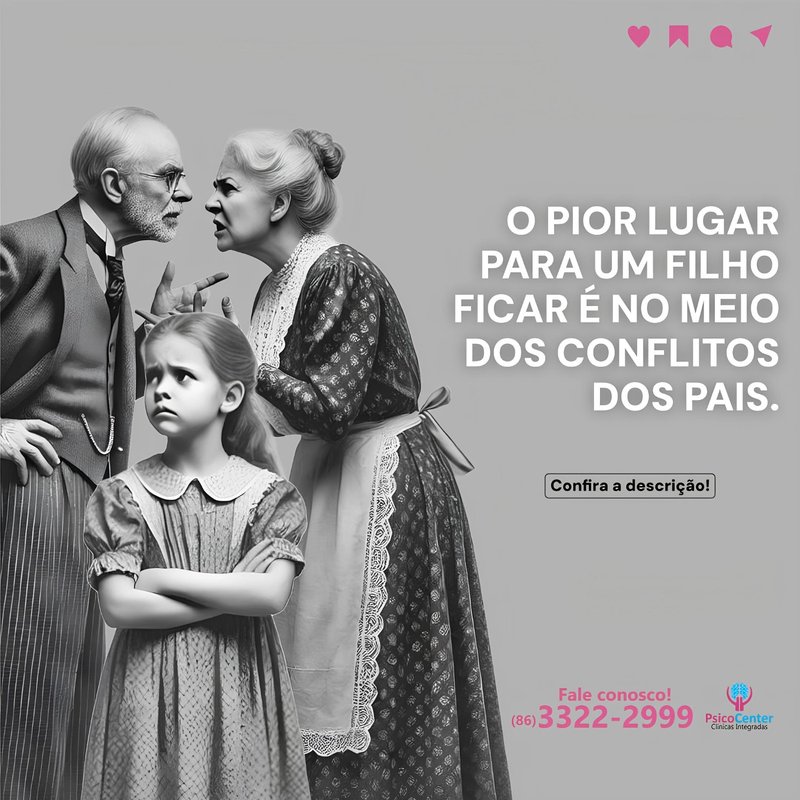 O PIOR LUGAR
PARA UM FILHO
FICAR É NO MEIO
DOS CONFLITOS
DOS PAIS.
Confira a descrição!
Fale conosco!
(86) 3322-2999
PsicoCenter
Clínicas Integradas